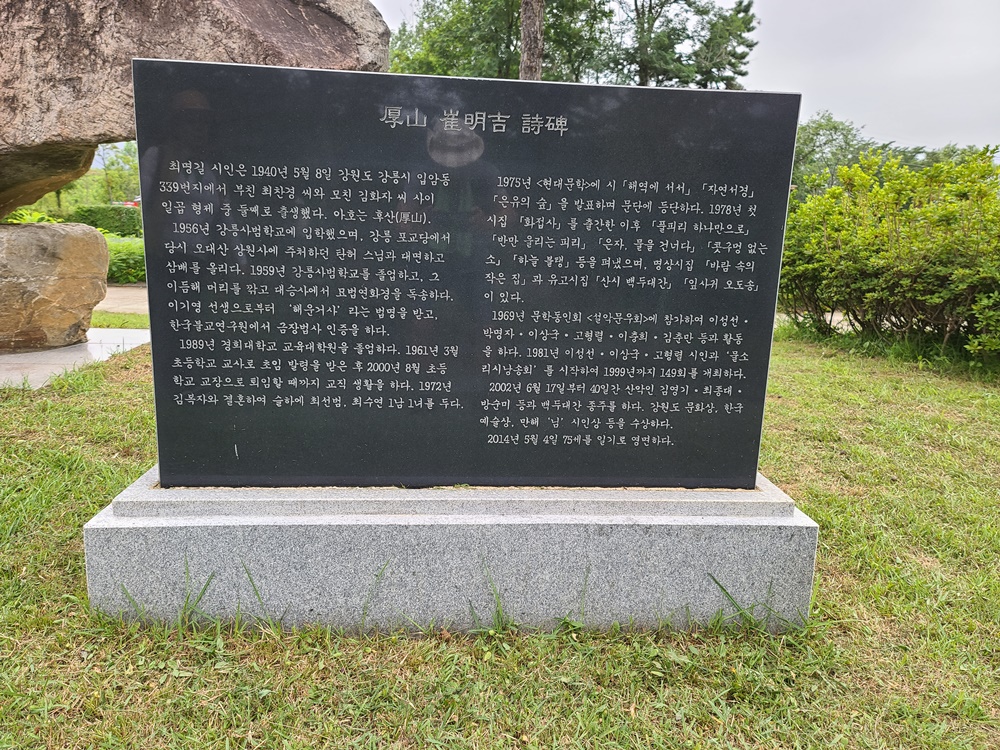 厚山 崔明吉 詩碑
최명길 시인은 1940년 5월 8일 강원도 강릉시 입암동
339번지에서 부친 최찬경 씨와 모친 김화자 씨 사이
일곱 형제 중 둘째로 출생했다. 아호는 후산(厚山).
1956년 강릉사범학교에 입학했으며, 강릉 포교당에서
당시 오대산 상원사에 주처하던 탄허 스님과 대면하고
삼배를 올리다. 1959년 강릉사범학교를 졸업하고, 그
이듬해 머리를 깎고 대승사에서 묘법연화경을 독송하다.
이기영 선생으로부터 '해운거사' 라는 법명을 받고,
한국불교연구원에서 금장법사 인증을 하다.
1989년 경희대학교 교육대학원을 졸업하다. 1961년 3월
초등학교 교사로 초임 발령을 받은 후 2000년 8월 초등
학교 교장으로 퇴임할 때까지 교직 생활을 하다. 1972년
김복자와 결혼하여 슬하에 최선범, 최수연 1남 1녀를 두다.
1975년 <현대문학>에 시 「해역에 서서」 「자연서경」
「은유의 숲」을 발표하며 문단에 등단하다. 1978년 첫
시집 「화접사」를 출간한 이후 「풀피리 하나만으로」
「반만 울리는 피리」 「은자, 물을 건너다」 「콧구멍 없는
소」 「하늘 불탱」 등을 펴냈으며, 명상시집 「바람 속의
작은 집」과 유고시집 「산시 백두대간」 「잎사귀 오도송」
이 있다.
1969년 문학동인회 <설악문우회>에 참가하여 이성선・
박명자・이상국・고형렬・이충희・김춘만 등과 활동
을 하다. 1981년 이성선・이상국・고형렬 시인과 '물소
리시낭송회' 를 시작하여 1999년까지 149회를 개최하다.
2002년 6월 17일부터 40일간 산악인 김영기・최종대・
방순미 등과 백두대간 종주를 하다. 강원도 문화상, 한국
예술상, 만해 '님' 시인상 등을 수상하다.
2014년 5월 4일 75세를 일기로 영면하다.